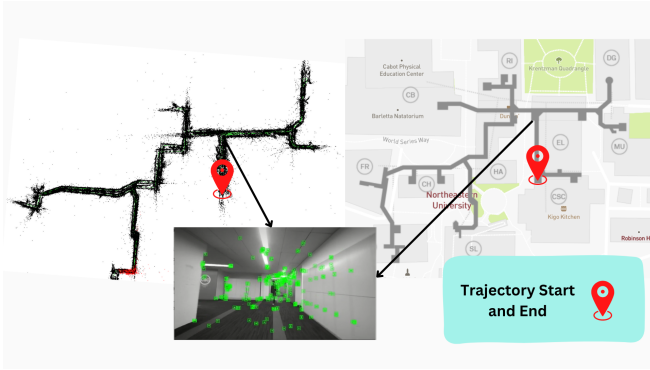 RI
DG
Cabot Physical
Education Center
Krentzman Quadrangle
CB
Barletta Natatorium
World Series Way
EL
MU
FR
CH
HA
Northeastern
University
CSC
Kigo Kitchen
SL
Robinson H
Trajectory Start
and End